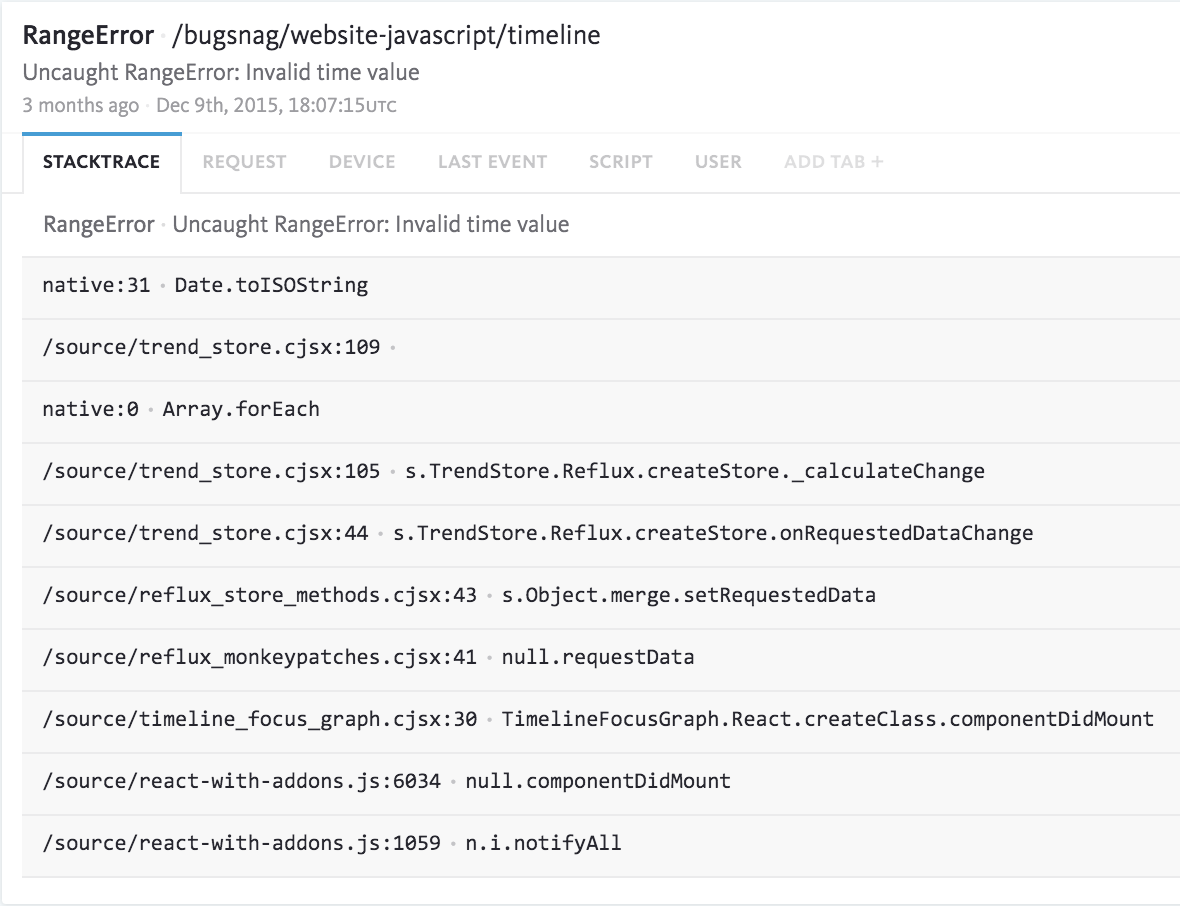 RangeError · /bugsnag/website-javascript/timeline
Uncaught RangeError: Invalid time value
3 months ago · Dec 9th, 2015, 18:07:15UTC
STACKTRACE REQUEST DEVICE LAST EVENT SCRIPT USER ADD TAB +
RangeError · Uncaught RangeError: Invalid time value
native:31 · Date.toISOString
/source/trend_store.cjsx:109 ·
native:0 · Array.forEach
/source/trend_store.cjsx:105 · s.TrendStore.Reflux.createStore._calculateChange
/source/trend_store.cjsx:44 · s.TrendStore.Reflux.createStore.onRequestedDataChange
/source/reflux_store_methods.cjsx:43 · s.Object.merge.setRequestedData
/source/reflux_monkeypatches.cjsx:41 · null.requestData
/source/timeline_focus_graph.cjsx:30 · TimelineFocusGraph.React.createClass.componentDidMount
/source/react-with-addons.js:6034 · null.componentDidMount
/source/react-with-addons.js:1059 · n.i.notifyAll